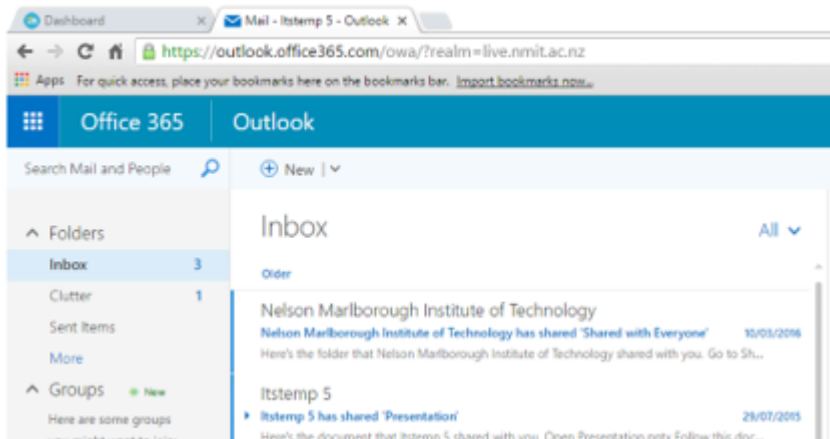 Dashboard
Mail - Itstemp 5 - Outlook
https://outlook.office365.com/owa/?realm=live.nmit.ac.nz
Apps For quick access, place your bookmarks here on the bookmarks bar. Import bookmarks now...
Office 365 Outlook
Search Mail and People
New
Folders
Inbox 3
Clutter 1
Sent Items
More
Groups New
Here are some groups
you might want to join:
Inbox
All
Older
Nelson Marlborough Institute of Technology
Nelson Marlborough Institute of Technology has shared 'Shared with Everyone' 10/03/2016
Here's the folder that Nelson Marlborough Institute of Technology shared with you. Go to Sh...
Itstemp 5
Itstemp 5 has shared 'Presentation' 29/07/2015
Here's the document that Itstemp 5 shared with you. Open Presentation.pptx Follow this doc...